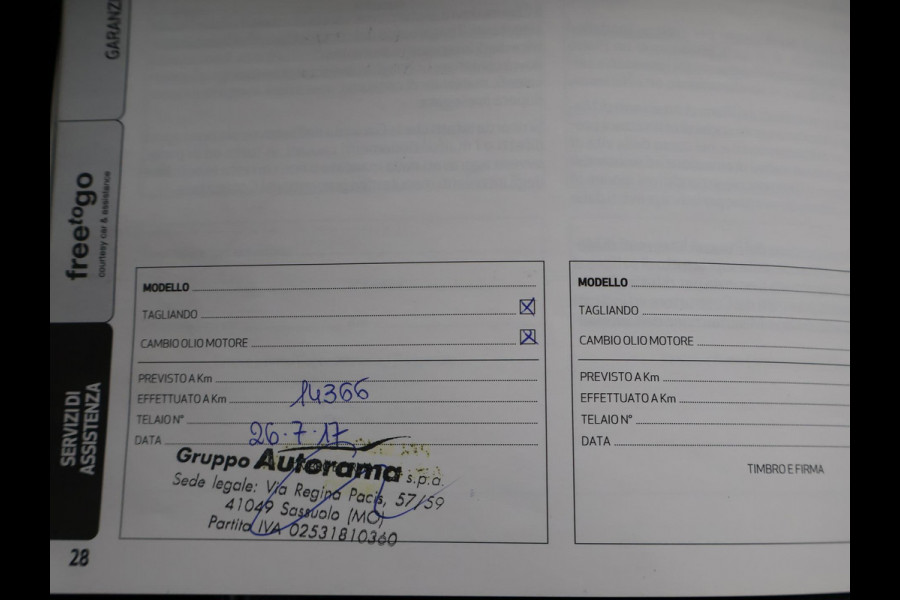 GARANZI
freetogo
courtesy car & assistance
SERVIZI DI
ASSISTENZA
MODELLO
TAGLIANDO
CAMBIO OLIO MOTORE
PREVISTO A Km
EFFETTUATO A Km 14366
TELAIO N°
DATA 26.7.17
Gruppo Autorama s.p.a.
Sede legale: Via Regina Pacis, 57/59
41049 Sassuolo (MO)
Partita IVA 02531810360
MODELLO
TAGLIANDO
CAMBIO OLIO MOTORE
PREVISTO A Km
EFFETTUATO A Km
TELAIO N°
DATA
TIMBRO E FIRMA
28